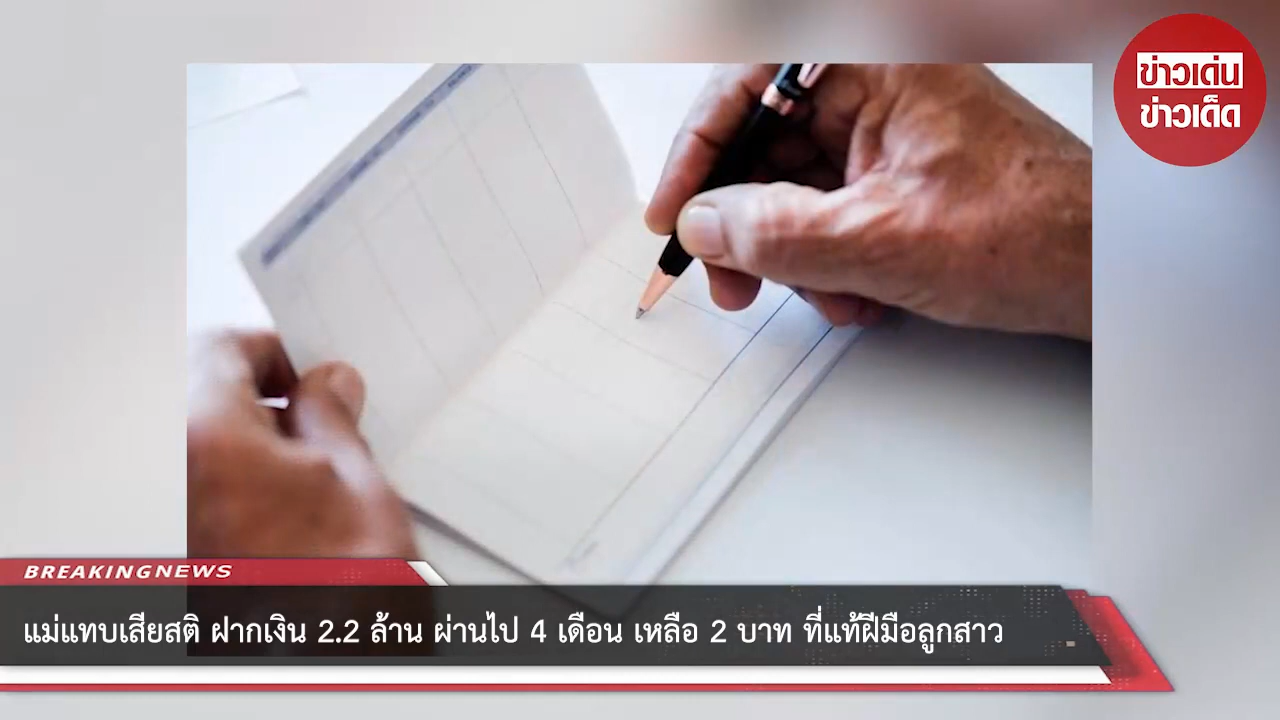 ข่าวเด่น
ข่าวเด็ด
BREAKINGNEWS
แม่แทบเสียสติ ฝากเงิน 2.2 ล้าน ผ่านไป 4 เดือน เหลือ 2 บาท ที่แท้ฝีมือลูกสาว